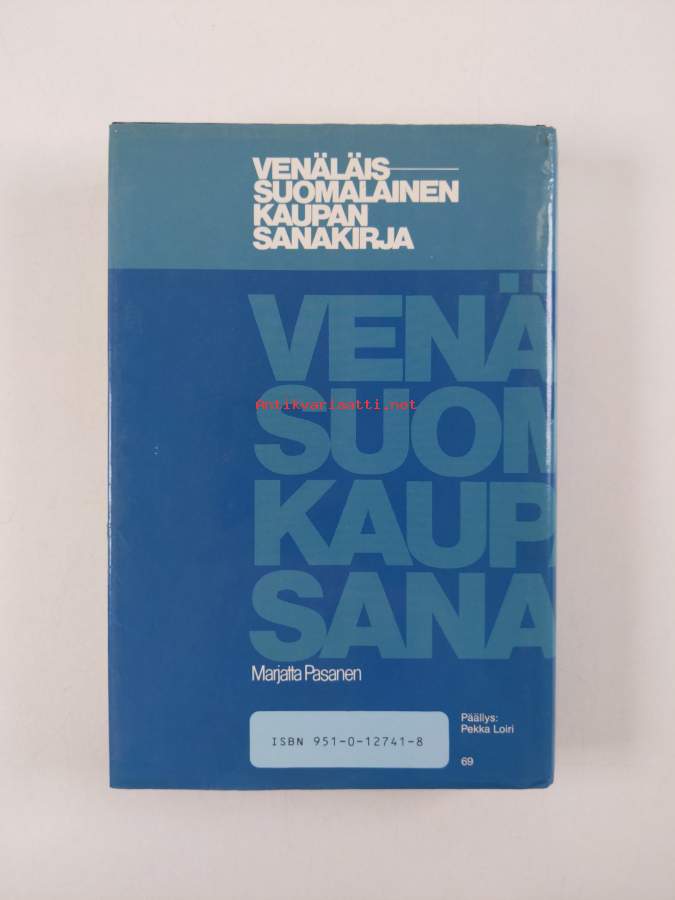 VENÄLÄIS
SUOMALAINEN
KAUPAN
SANAKIRJA
VENÄ
Antikvariaatti.net
SUOM
KAUPA
SANA
Marjatta Pasanen
ISBN 951-0-12741-8
Päällys:
Pekka Loiri
69